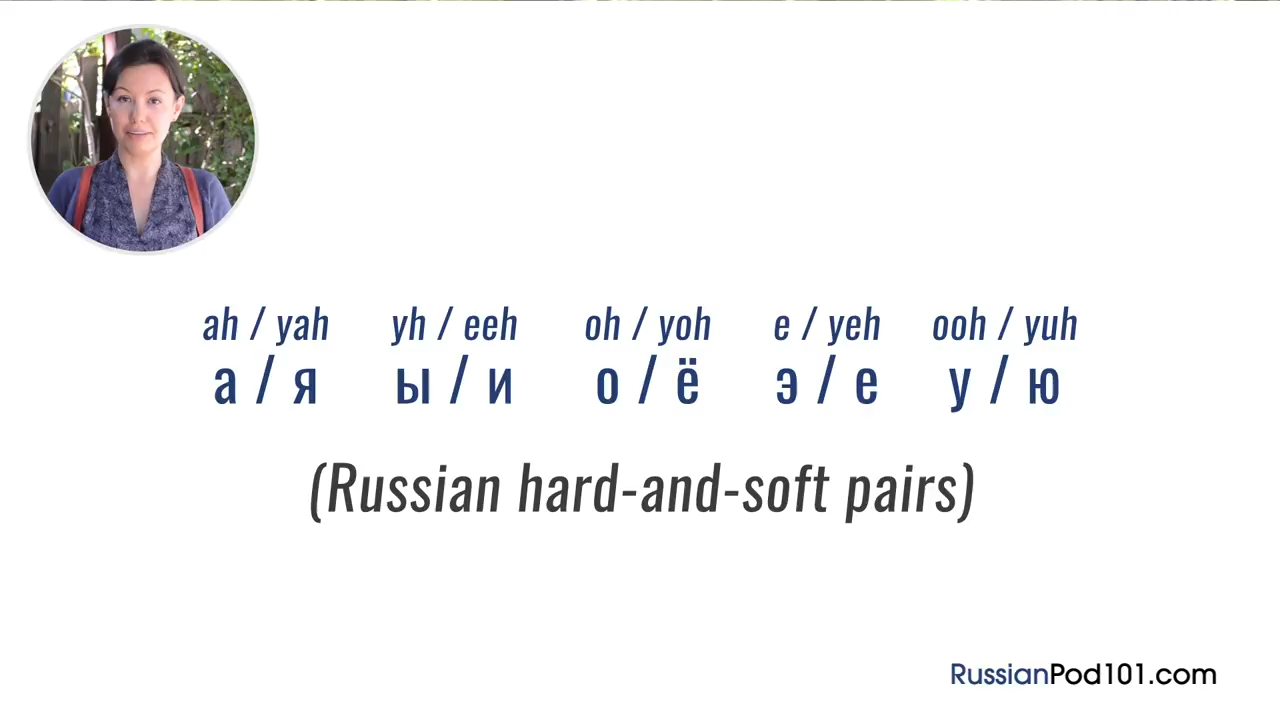 ah / yah yh / eeh oh / yoh e / yeh ooh / yuh
а / я ы / и о / ё э / е у / ю
(Russian hard-and-soft pairs)
RussianPod101.com